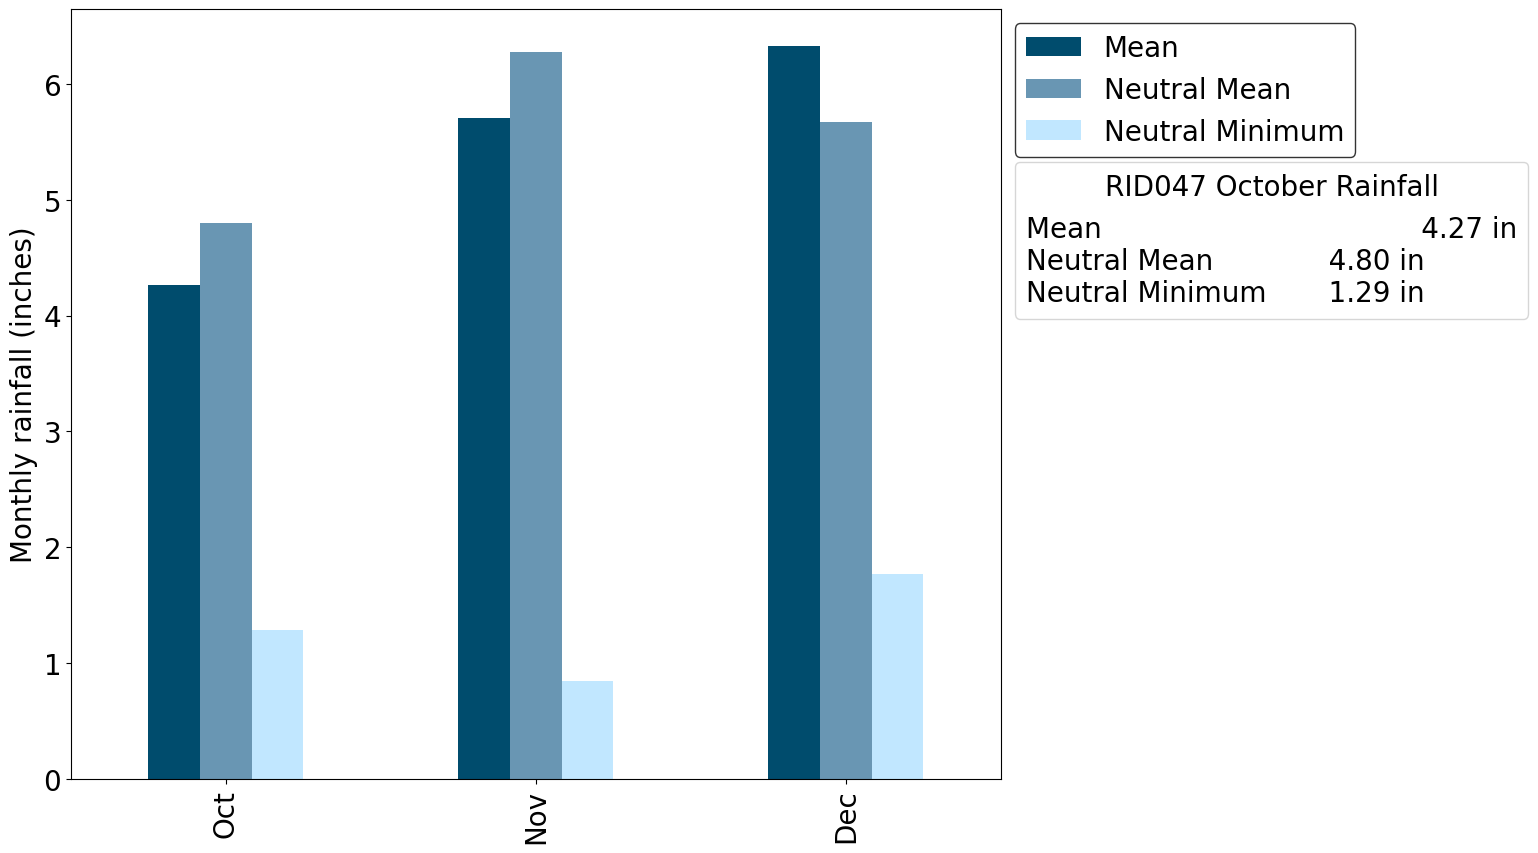 Monthly rainfall (inches)
6
5
4
3
2
1
0
Oct
Nov
Dec
Mean
Neutral Mean
Neutral Minimum
RID047 October Rainfall
Mean 4.27 in
Neutral Mean 4.80 in
Neutral Minimum 1.29 in